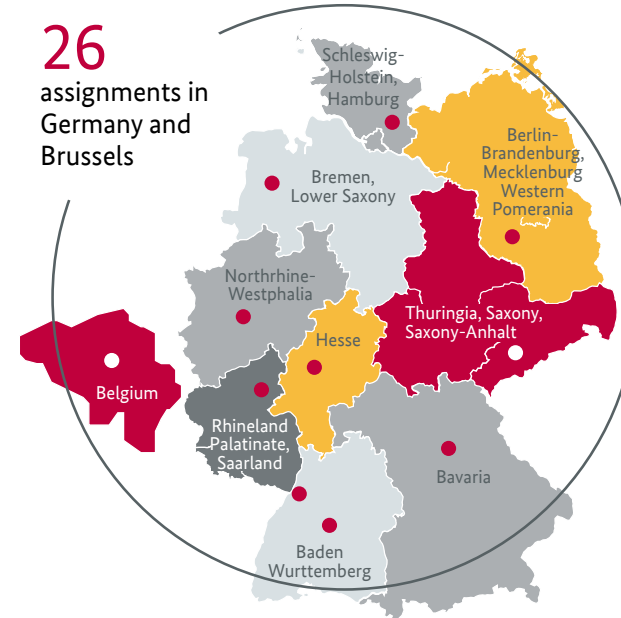 26
assignments in
Germany and
Brussels
Schleswig-
Holstein,
Hamburg
Berlin-
Brandenburg,
Mecklenburg
Western
Pomerania
Bremen,
Lower Saxony
Northrhine-
Westphalia
Hesse
Thuringia, Saxony,
Saxony-Anhalt
Belgium
Rhineland
Palatinate,
Saarland
Bavaria
Baden
Wurttemberg